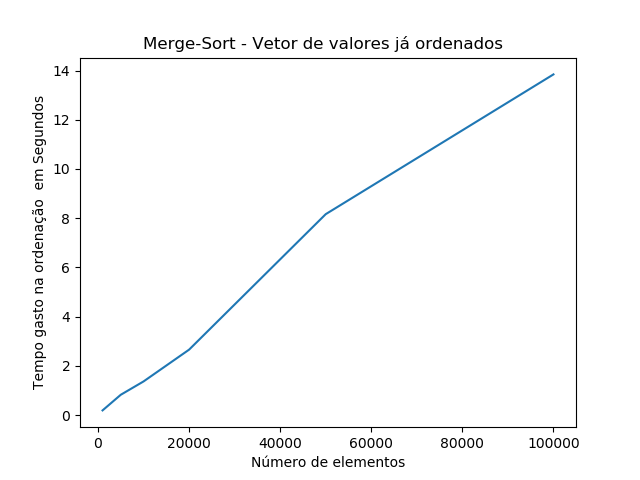 Merge-Sort - Vetor de valores já ordenados
Tempo gasto na ordenação  em Segundos
14
12
10
8
6
4
2
0
0 20000 40000 60000 80000 100000
Número de elementos